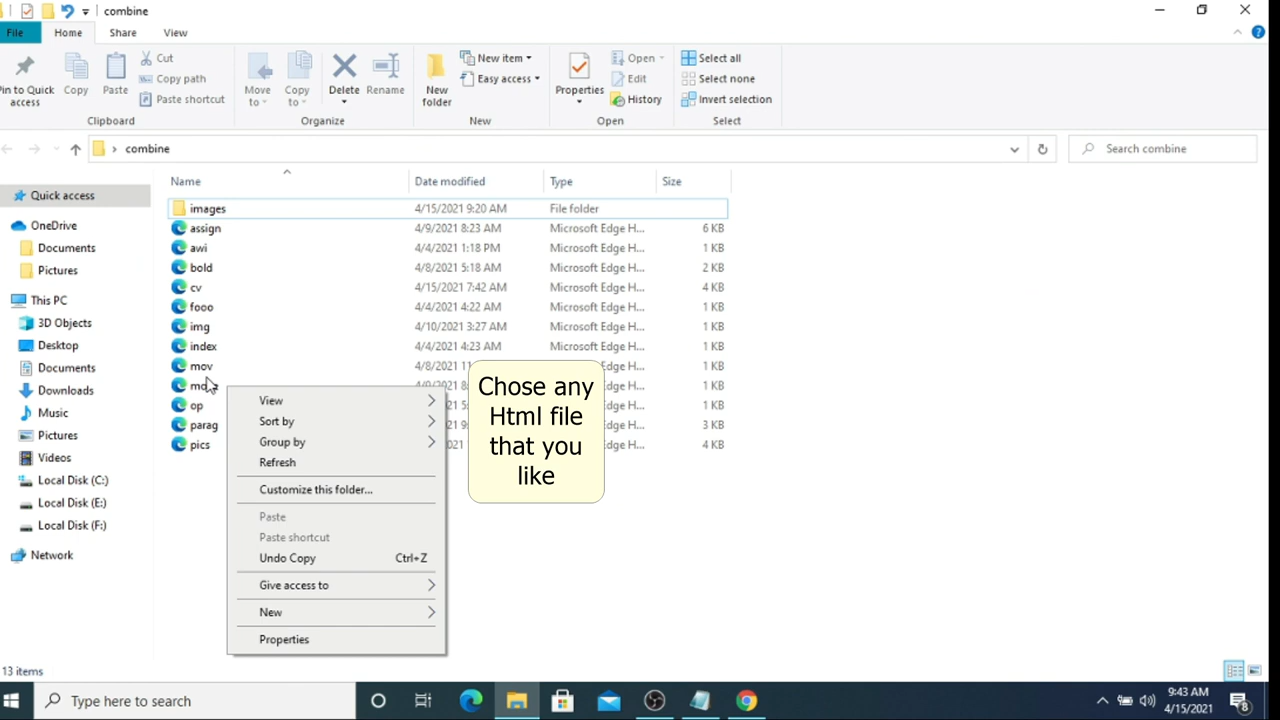 combine
File Home Share View
Pin to Quick access
Copy
Paste
Cut
Copy path
Paste shortcut
Clipboard
Move to
Copy to
Delete
Rename
Organize
New folder
New item
Easy access
New
Properties
Open
Edit
History
Open
Select all
Select none
Invert selection
Select
combine
Search combine
Name Date modified Type Size
images 4/15/2021 9:20 AM File folder
assign 4/9/2021 8:23 AM Microsoft Edge H... 6 KB
awi 4/4/2021 1:18 PM Microsoft Edge H... 1 KB
bold 4/8/2021 5:18 AM Microsoft Edge H... 2 KB
cv 4/15/2021 7:42 AM Microsoft Edge H... 4 KB
fooo 4/4/2021 4:22 AM Microsoft Edge H... 1 KB
img 4/10/2021 3:27 AM Microsoft Edge H... 1 KB
index 4/4/2021 4:23 AM Microsoft Edge H... 1 KB
mov 4/8/2021 11 Edge H... 1 KB
1 KB
op dge H... 1 KB
parag dge H... 3 KB
pics dge H... 4 KB
Quick access
OneDrive
Documents
Pictures
This PC
3D Objects
Desktop
Documents
Downloads
Music
Pictures
Videos
Local Disk (C:)
Local Disk (E:)
Local Disk (F:)
Network
View
Sort by
Group by
Refresh
Customize this folder...
Paste
Paste shortcut
Undo Copy Ctrl+Z
Give access to
New
Properties
Chose any
Html file
that you
like
13 items
Type here to search
9:43 AM
4/15/2021
8